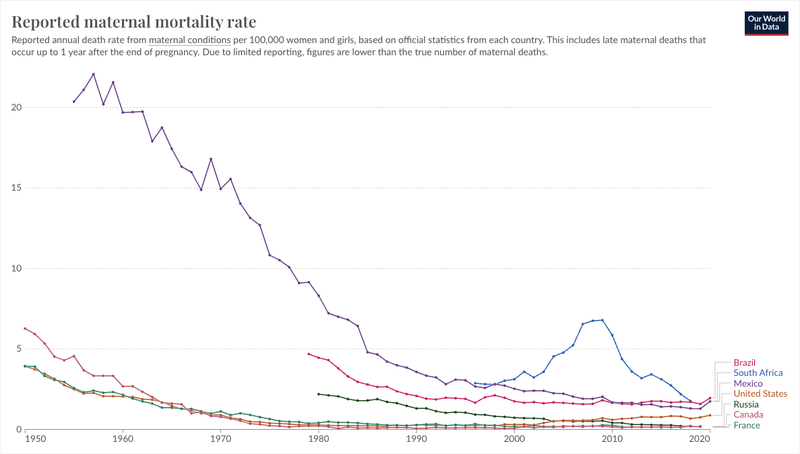 Reported maternal mortality rate
Our World
in Data
Reported annual death rate from maternal conditions per 100,000 women and girls, based on official statistics from each country. This includes late maternal deaths that
occur up to 1 year after the end of pregnancy. Due to limited reporting, figures are lower than the true number of maternal deaths.
20
15
10
5
0
Brazil
South Africa
Mexico
United States
Russia
Canada
France
1950 1960 1970 1980 1990 2000 2010 2020